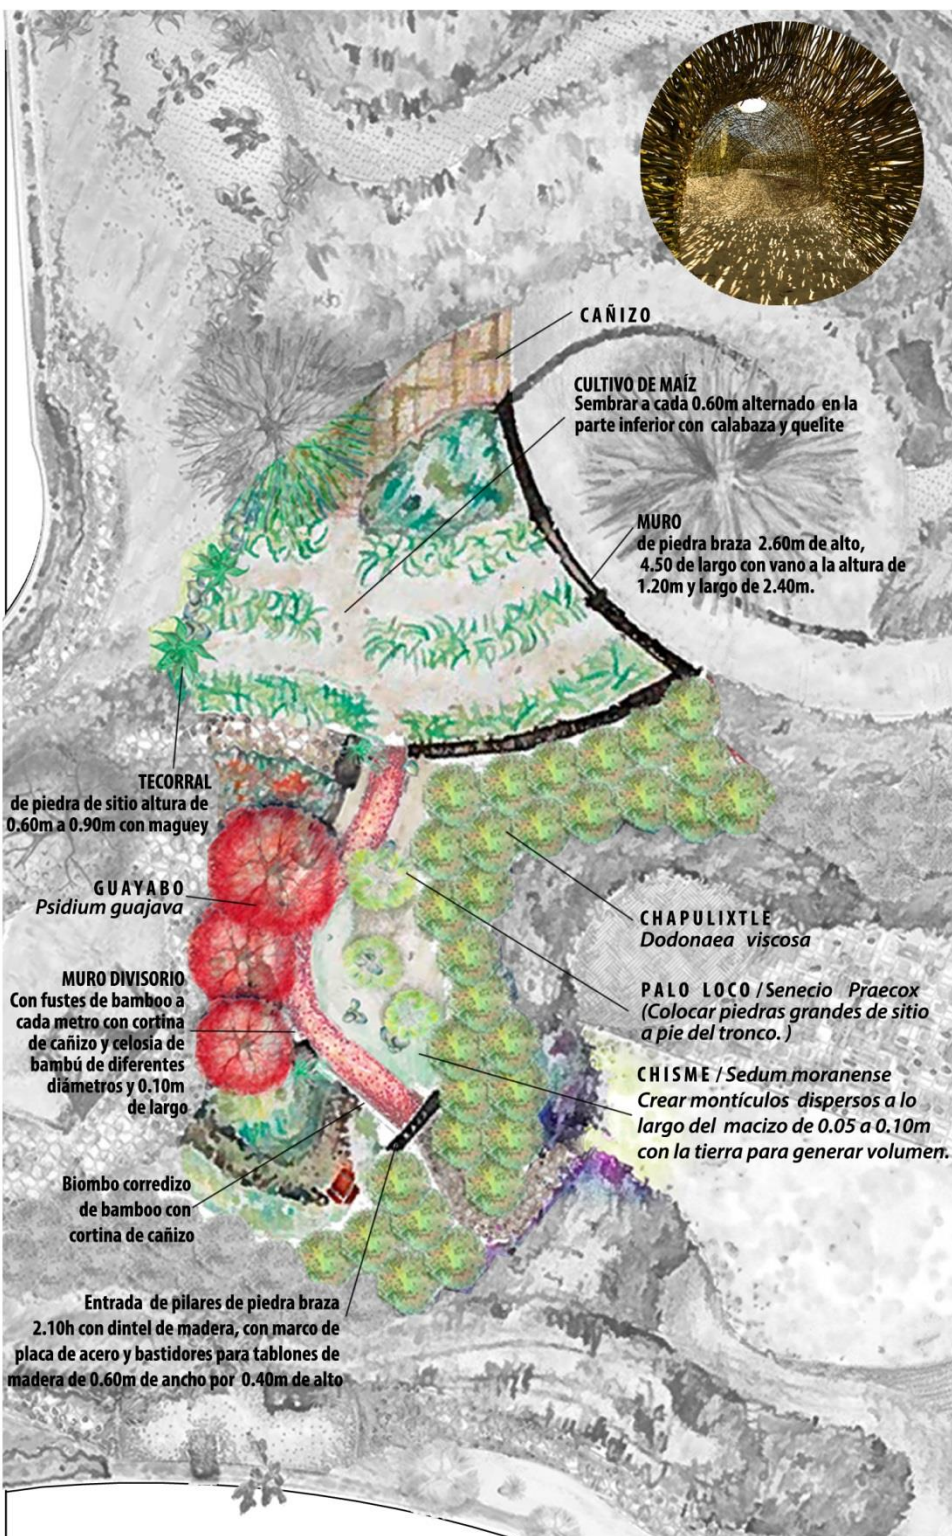 CAÑIZO
CULTIVO DE MAÍZ
Sembrar a cada 0.60m alternado en la
parte inferior con calabaza y quelite
MURO
de piedra braza 2.60m de alto,
4.50 de largo con vano a la altura de
1.20m y largo de 2.40m.
TECORRAL
de piedra de sitio altura de
0.60m a 0.90m con maguey
GUAYABO
Psidium guajava
CHAPULIXTLE
Dodonaea viscosa
MURO DIVISORIO
Con fustes de bamboo a
cada metro con cortina
de cañizo y celosía de
bambú de diferentes
diámetros y 0.10m
de largo
PALO LOCO / Senecio Praecox
(Colocar piedras grandes de sitio
a pie del tronco. )
CHISME / Sedum moranense
Crear montículos dispersos a lo
largo del macizo de 0.05 a 0.10m
con la tierra para generar volumen.
Biombo corredizo
de bamboo con
cortina de cañizo
Entrada de pilares de piedra braza
2.10h con dintel de madera, con marco de
placa de acero y bastidores para tablones de
madera de 0.60m de ancho por 0.40m de alto